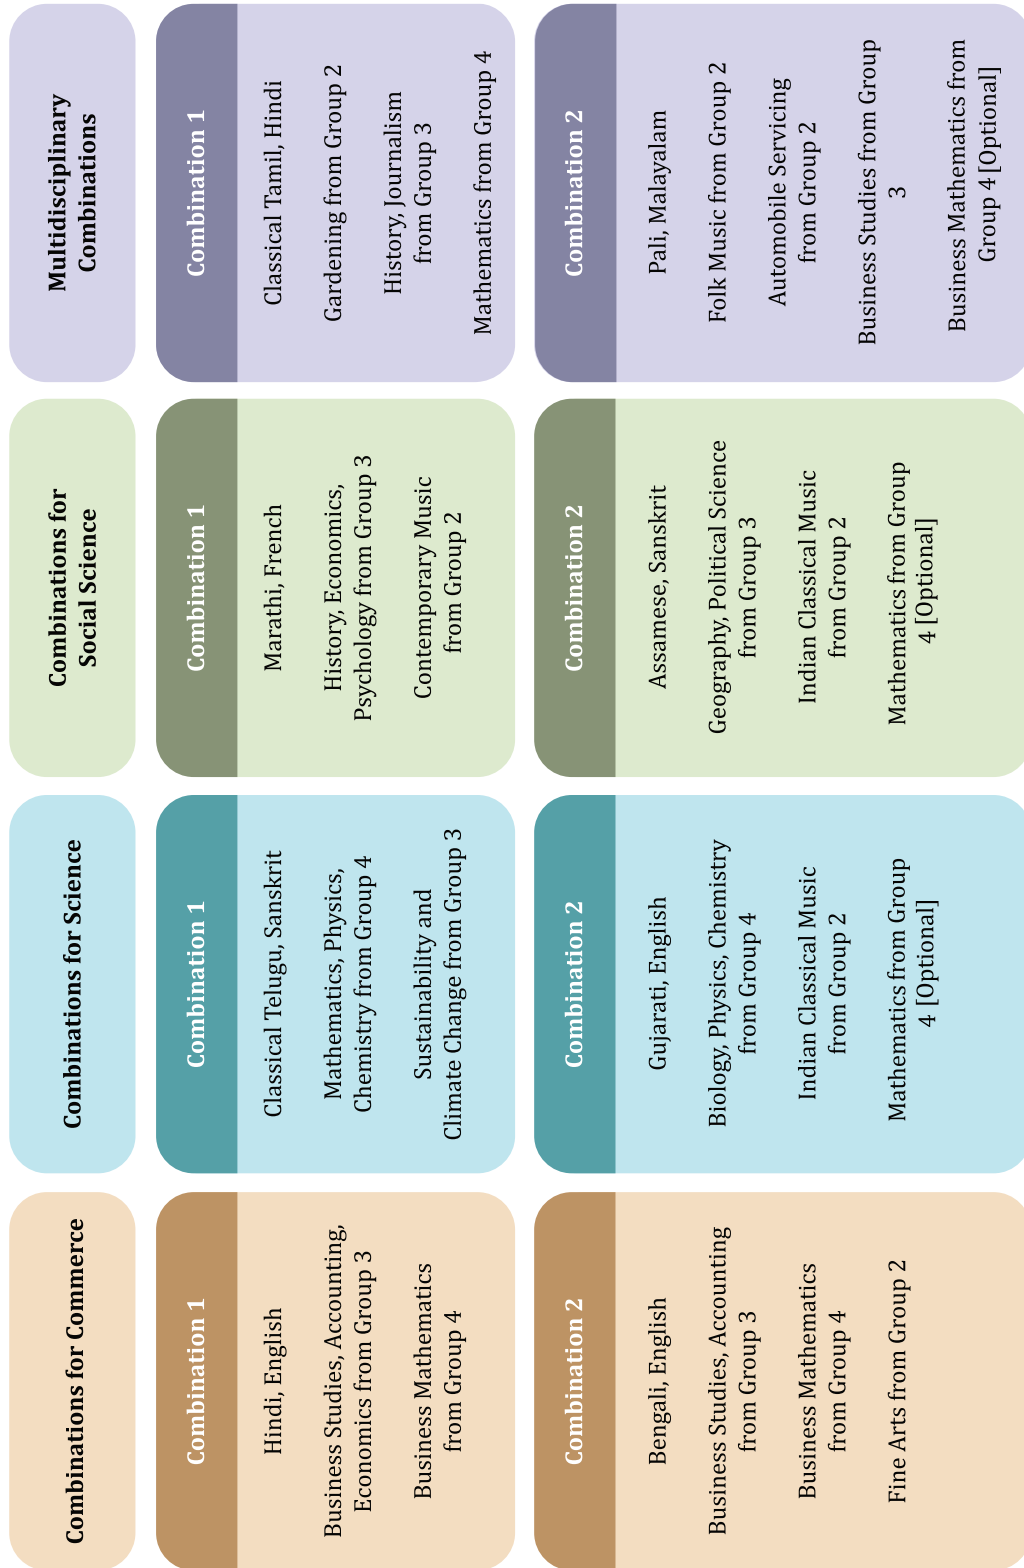 Combinations for Commerce
Combination 1
Hindi, English
Business Studies, Accounting,
Economics from Group 3
Business Mathematics
from Group 4
Combination 2
Bengali, English
Business Studies, Accounting
from Group 3
Business Mathematics
from Group 4
Fine Arts from Group 2
Combinations for Science
Combination 1
Classical Telugu, Sanskrit
Mathematics, Physics,
Chemistry from Group 4
Sustainability and
Climate Change from Group 3
Combination 2
Gujarati, English
Biology, Physics, Chemistry
from Group 4
Indian Classical Music
from Group 2
Mathematics from Group
4 [Optional]
Combinations for
Social Science
Combination 1
Marathi, French
History, Economics,
Psychology from Group 3
Contemporary Music
from Group 2
Combination 2
Assamese, Sanskrit
Geography, Political Science
from Group 3
Indian Classical Music
from Group 2
Mathematics from Group
4 [Optional]
Multidisciplinary
Combinations
Combination 1
Classical Tamil, Hindi
Gardening from Group 2
History, Journalism
from Group 3
Mathematics from Group 4
Combination 2
Pali, Malayalam
Folk Music from Group 2
Automobile Servicing
from Group 2
Business Studies from Group
3
Business Mathematics from
Group 4 [Optional]